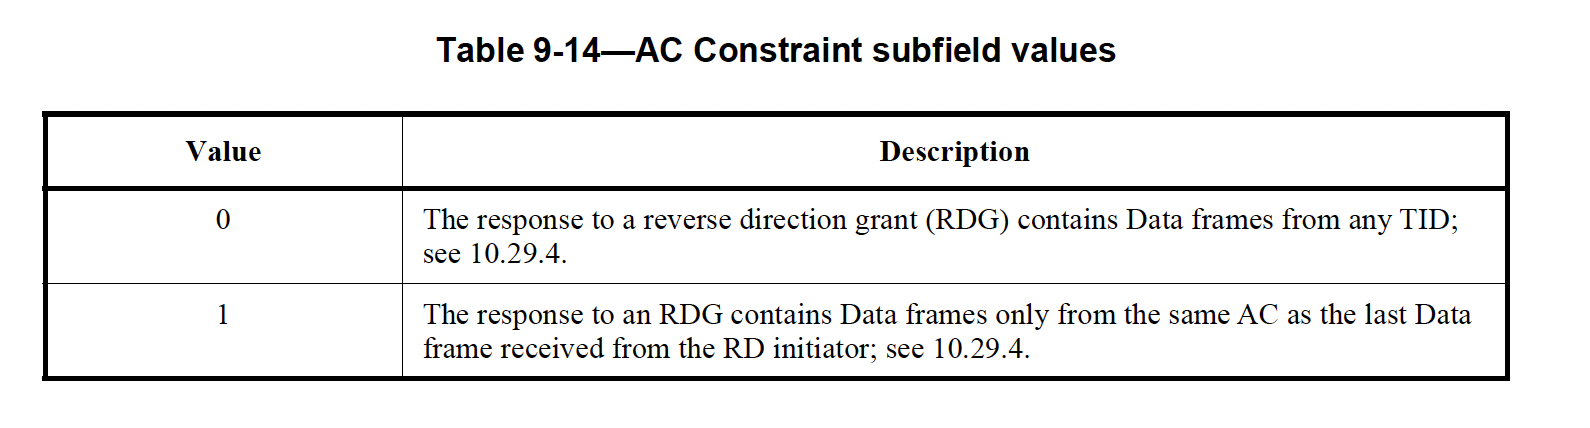 Table 9-14—AC Constraint subfield values
Value
Description
0
The response to a reverse direction grant (RDG) contains Data frames from any TID;
see 10.29.4.
1
The response to an RDG contains Data frames only from the same AC as the last Data
frame received from the RD initiator; see 10.29.4.